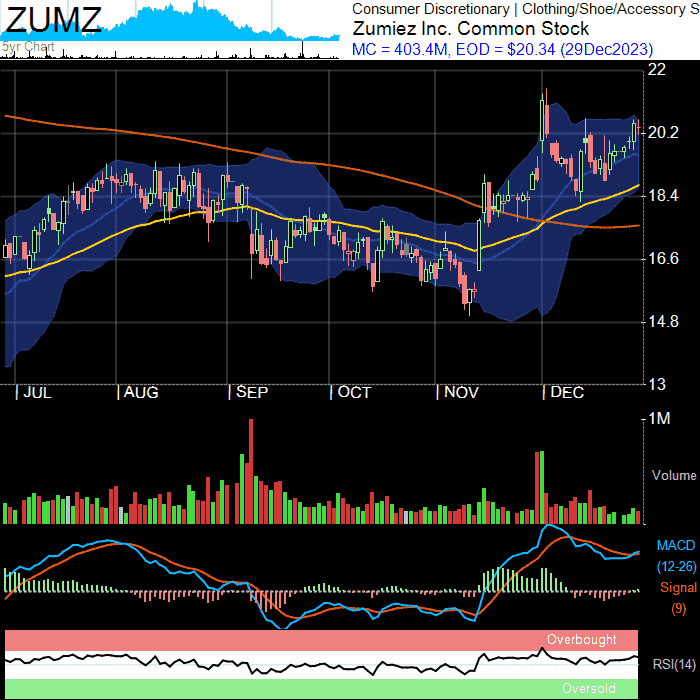 ZUMZ
5yr Chart
Consumer Discretionary | Clothing/Shoe/Accessory S
Zumiez Inc. Common Stock
MC = 403.4M, EOD = $20.34 (29Dec2023)
22
20.2
18.4
16.6
14.8
13
JUL
AUG
SEP
OCT
NOV
DEC
1M
Volume
MACD
(12-26)
Signal
(9)
Overbought
RSI(14)
Oversold